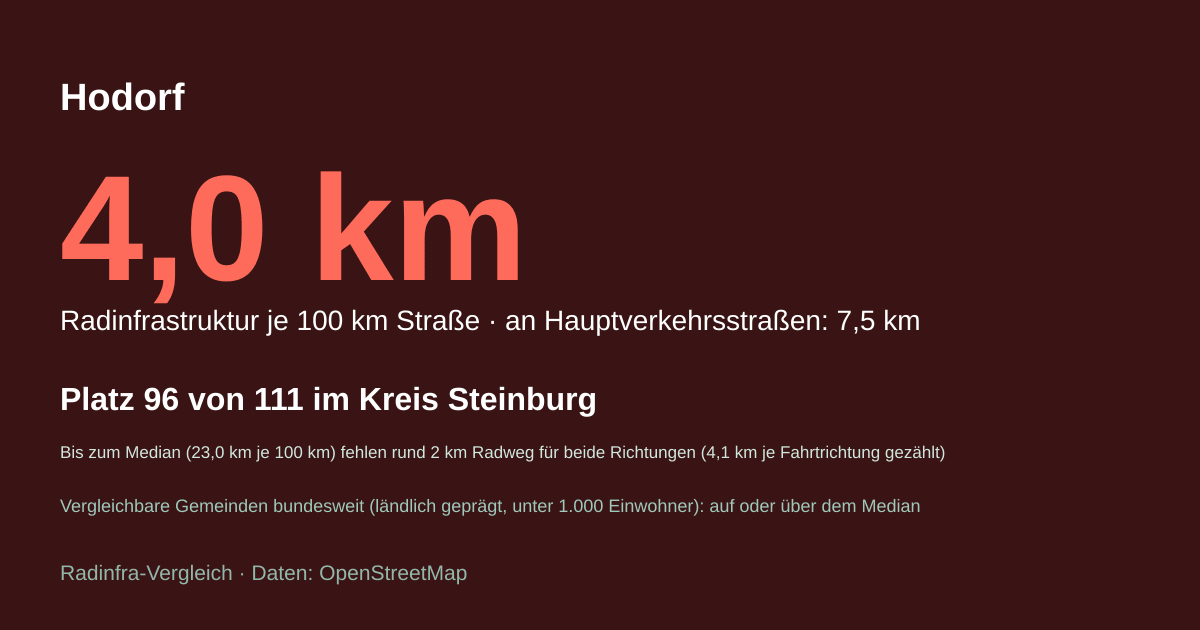 Hodorf
4,0 km
Radinfrastruktur je 100 km Straße · an Hauptverkehrsstraßen: 7,5 km
Platz 96 von 111 im Kreis Steinburg
Bis zum Median (23,0 km je 100 km) fehlen rund 2 km Radweg für beide Richtungen (4,1 km je Fahrtrichtung gezählt)
Vergleichbare Gemeinden bundesweit (ländlich geprägt, unter 1.000 Einwohner): auf oder über dem Median
Radinfra-Vergleich · Daten: OpenStreetMap